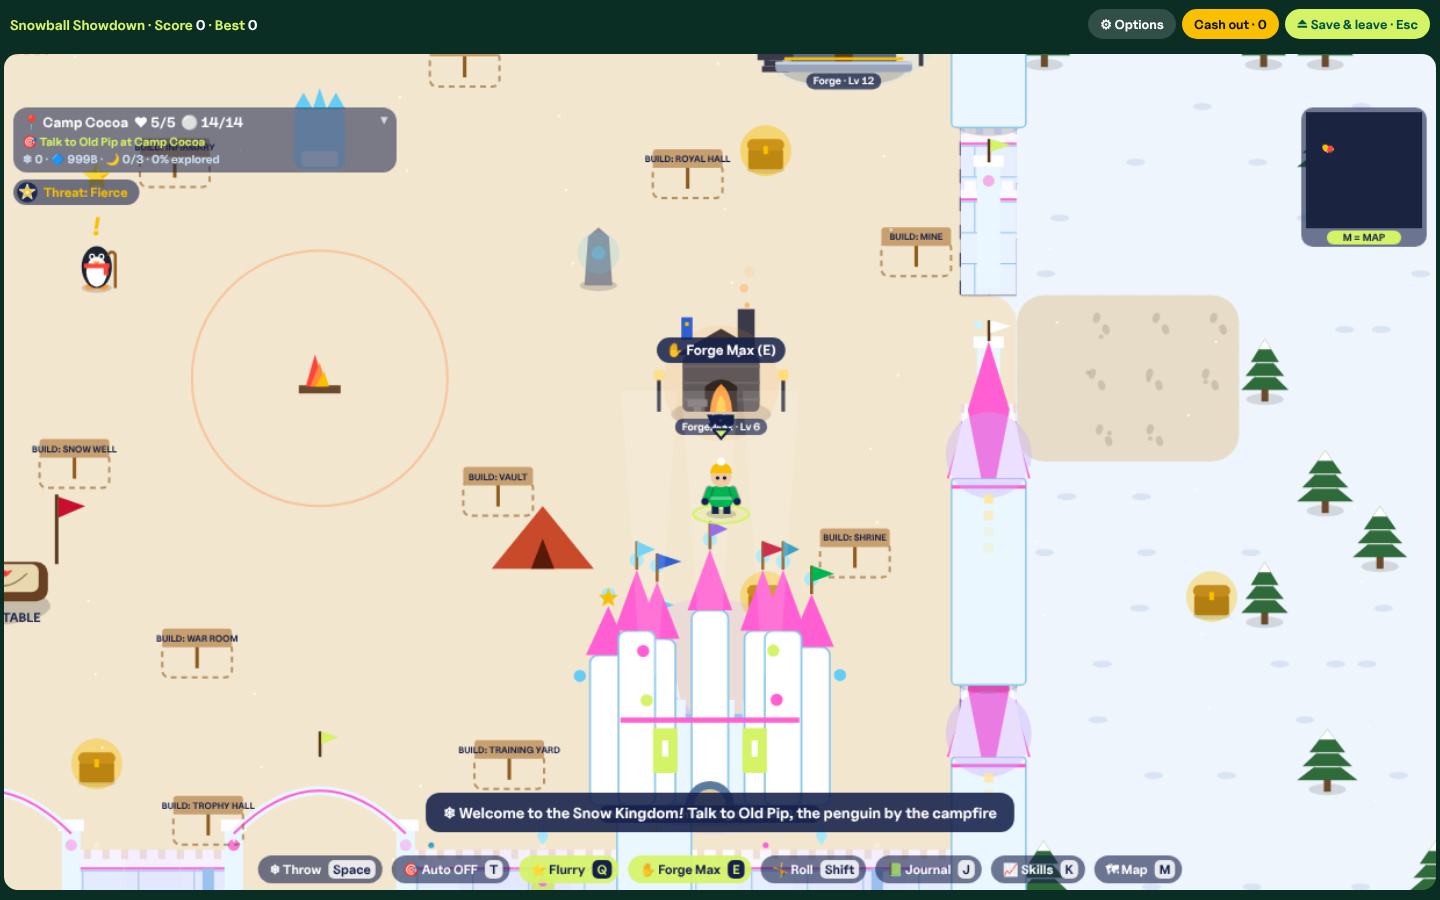 Snowball Showdown · Score 0 · Best 0
Options
Cash out · 0
Save & leave · Esc
Forge · Lv 12
Camp Cocoa 5/5 14/14
Talk to Old Pip at Camp Cocoa
0 · 999B · 0/3 · 0% explored
BUILD: INFIRMARY
Threat: Fierce
!
BUILD: ROYAL HALL
BUILD: MINE
M = MAP
Forge Max (E)
Lv 6
BUILD: SNOW WELL
BUILD: VAULT
BUILD: SHRINE
TABLE
BUILD: WAR ROOM
BUILD: TRAINING YARD
BUILD: TROPHY HALL
Welcome to the Snow Kingdom! Talk to Old Pip, the penguin by the campfire
Throw Space
Auto OFF T
Flurry Q
Forge Max E
Roll Shift
Journal J
Skills K
Map M